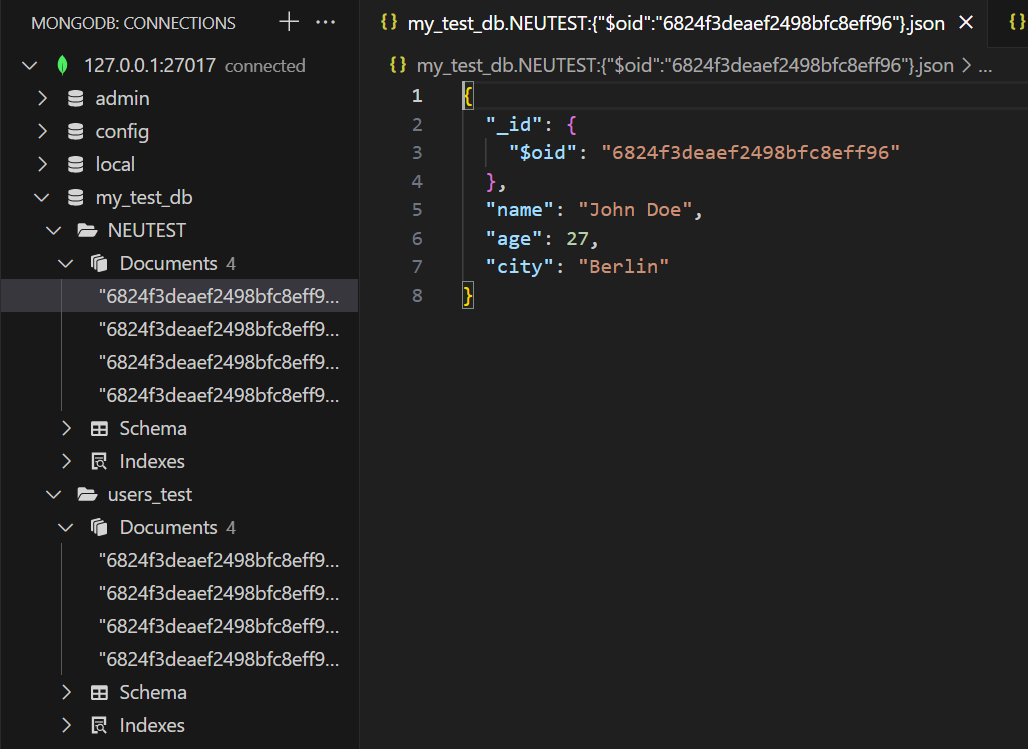 MONGODB: CONNECTIONS
127.0.0.1:27017 connected
admin
config
local
my_test_db
NEUTEST
Documents 4
"6824f3deaef2498bfc8eff9...
"6824f3deaef2498bfc8eff9...
"6824f3deaef2498bfc8eff9...
"6824f3deaef2498bfc8eff9...
Schema
Indexes
users_test
Documents 4
"6824f3deaef2498bfc8eff9...
"6824f3deaef2498bfc8eff9...
"6824f3deaef2498bfc8eff9...
"6824f3deaef2498bfc8eff9...
Schema
Indexes
{} my_test_db.NEUTEST:{"$oid":"6824f3deaef2498bfc8eff96"}.json {}
{} my_test_db.NEUTEST:{"$oid":"6824f3deaef2498bfc8eff96"}.json > ...
1 {
2 "_id": {
3 "$oid": "6824f3deaef2498bfc8eff96"
4 },
5 "name": "John Doe",
6 "age": 27,
7 "city": "Berlin"
8 }